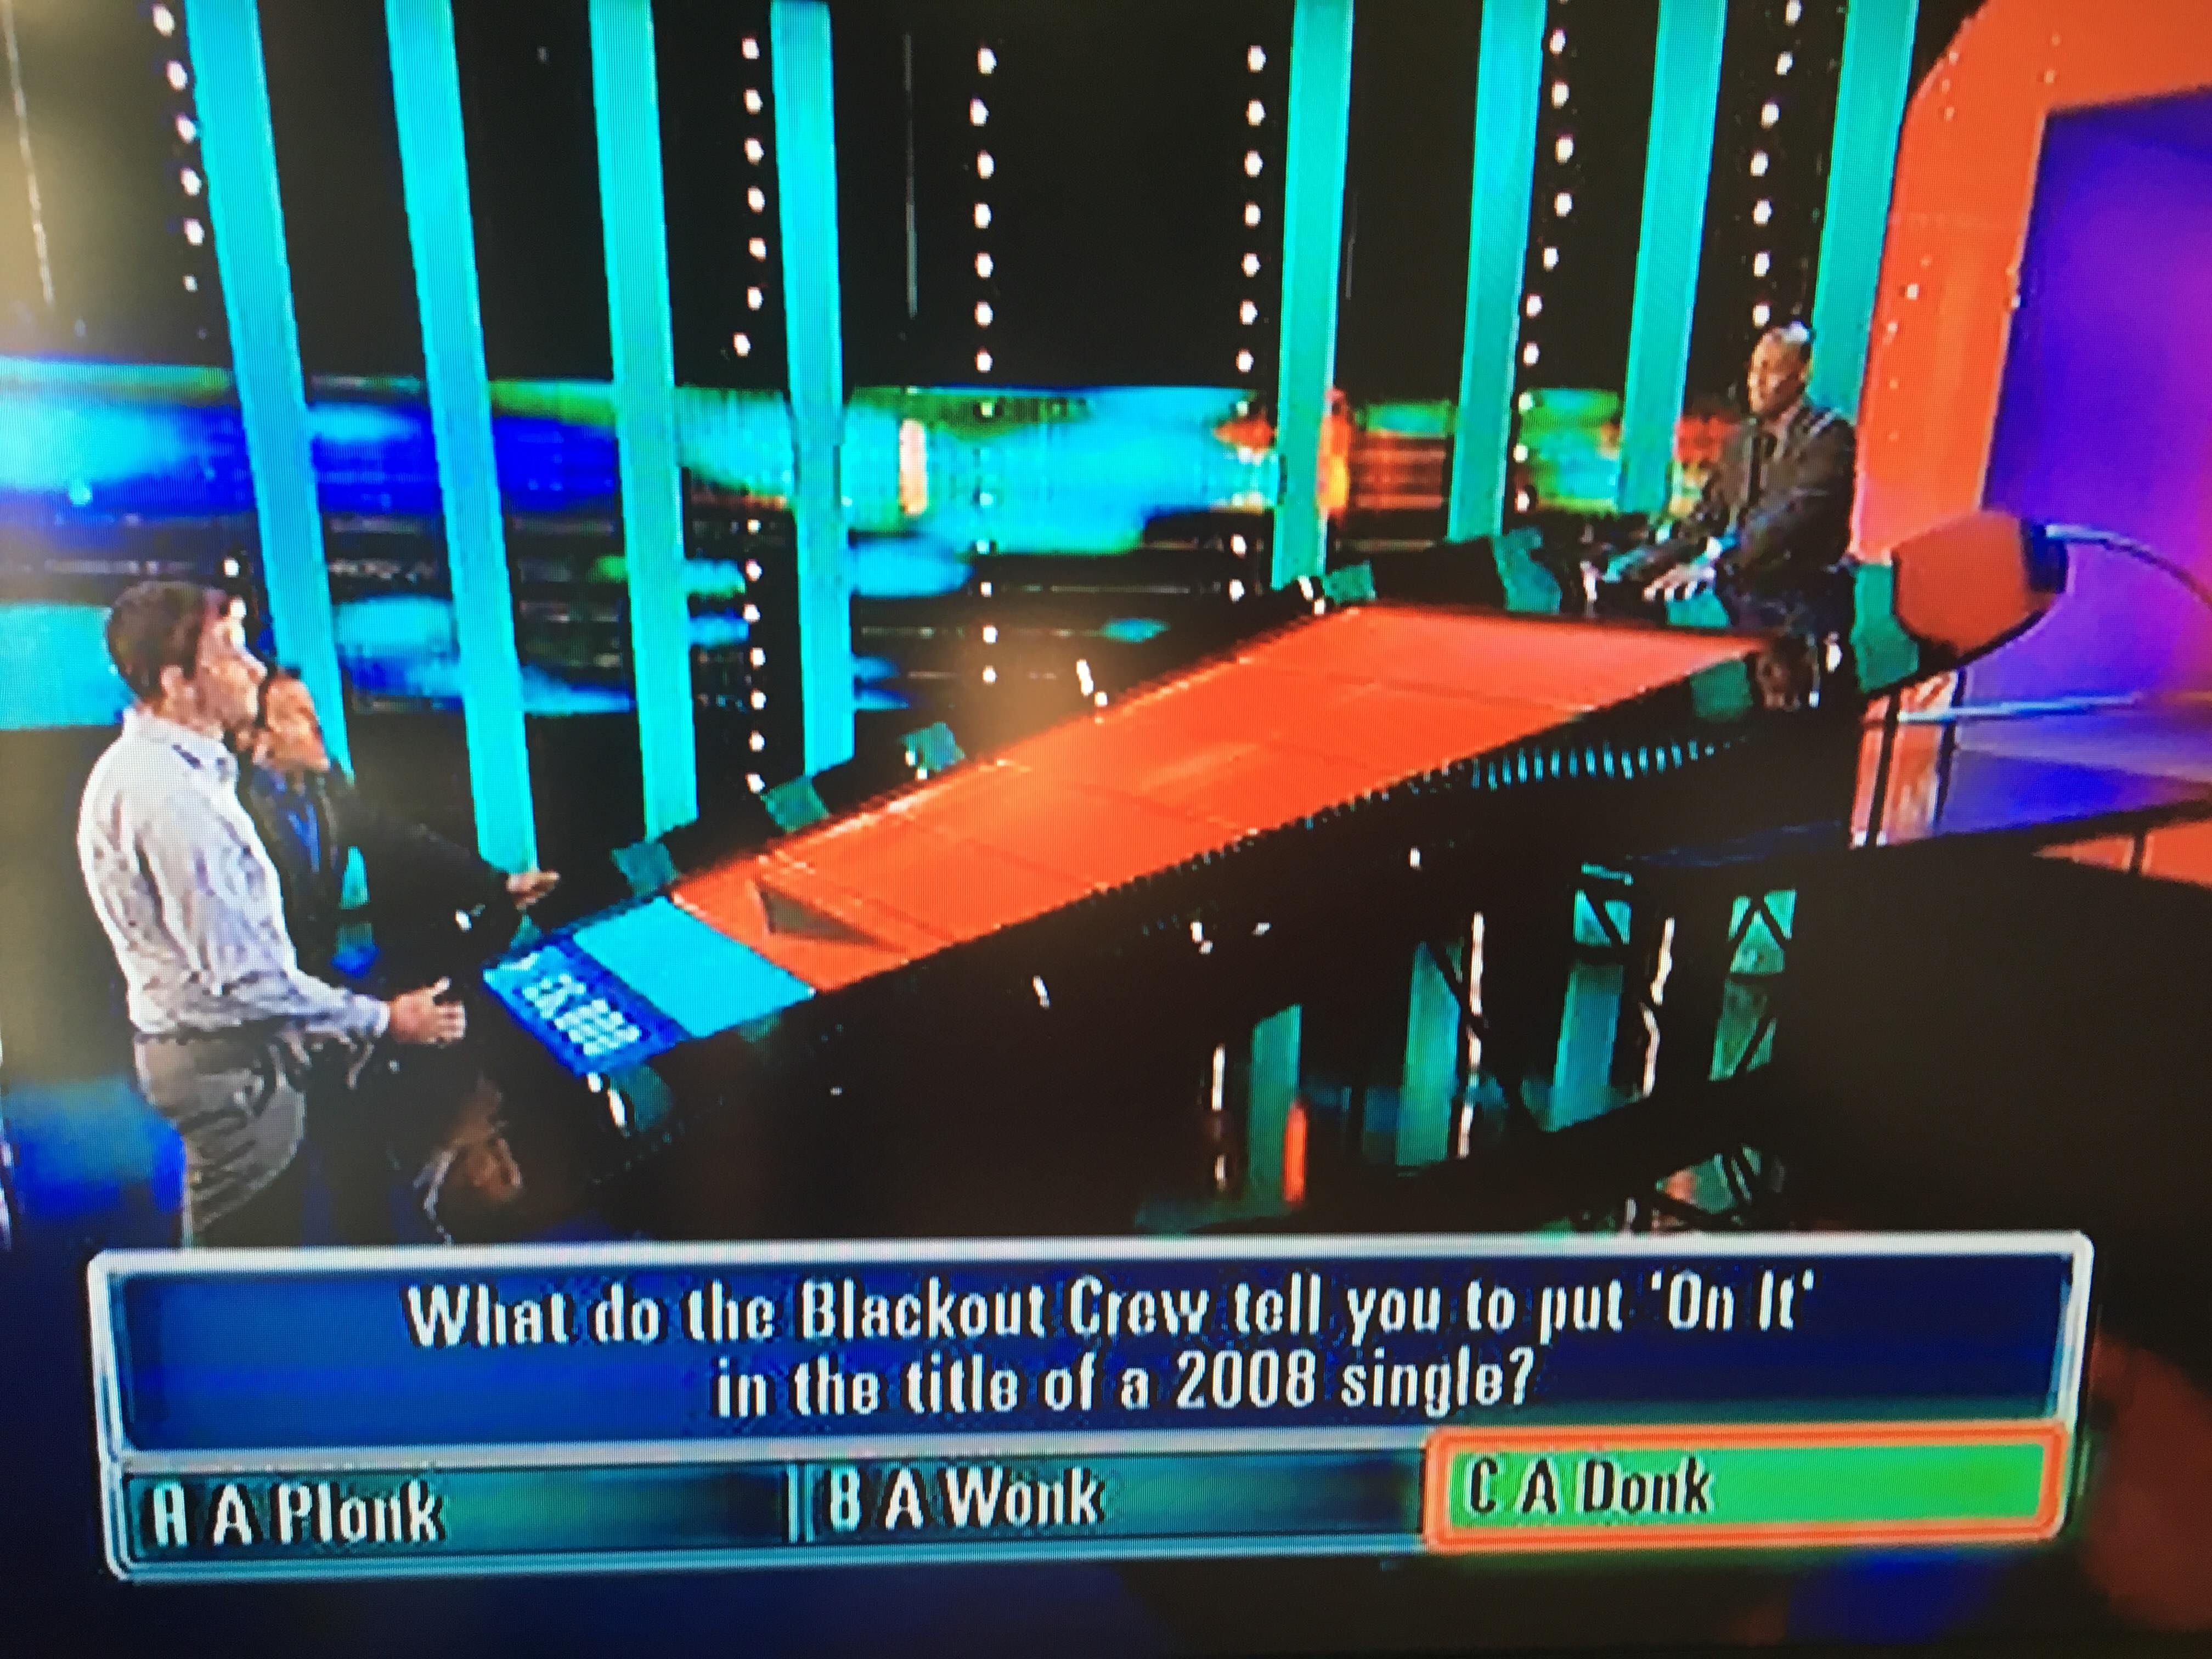 What do the Blackout Crew tell you to put 'On It'
in the title of a 2008 single?
A A Plonk
B A Wonk
C A Donk